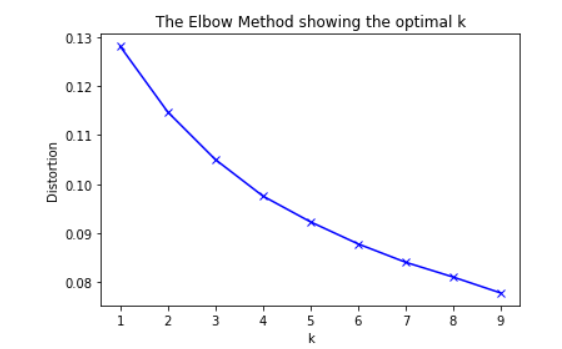 The Elbow Method showing the optimal k
0.13
0.12
0.11
0.10
0.09
0.08
Distortion
1 2 3 4 5 6 7 8 9
k